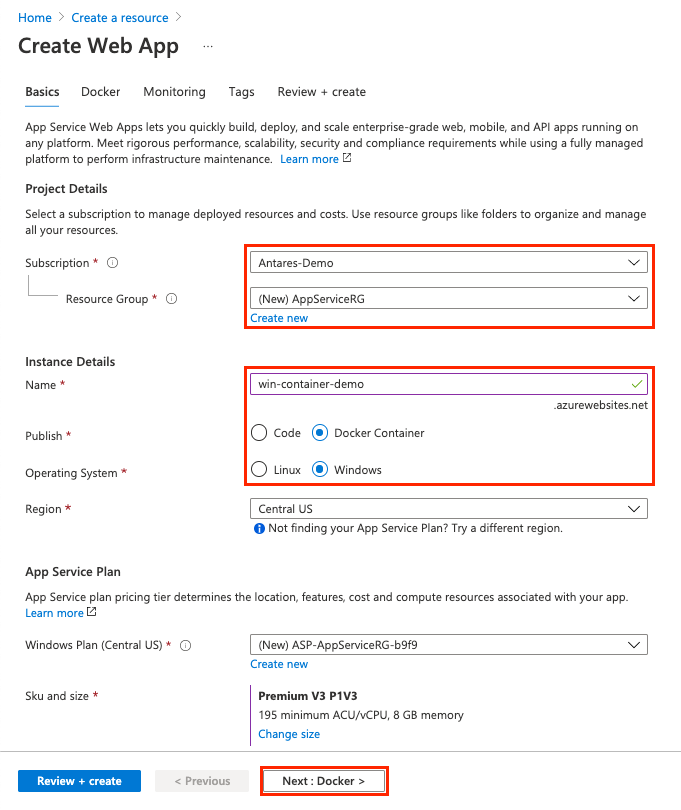 Home > Create a resource >
Create Web App ...
Basics Docker Monitoring Tags Review + create
App Service Web Apps lets you quickly build, deploy, and scale enterprise-grade web, mobile, and API apps running on
any platform. Meet rigorous performance, scalability, security and compliance requirements while using a fully managed
platform to perform infrastructure maintenance. Learn more
Project Details
Select a subscription to manage deployed resources and costs. Use resource groups like folders to organize and manage
all your resources.
Subscription * Antares-Demo
Resource Group * (New) AppServiceRG
Create new
Instance Details
Name * win-container-demo
.azurewebsites.net
Publish * Code Docker Container
Operating System * Linux Windows
Region * Central US
Not finding your App Service Plan? Try a different region.
App Service Plan
App Service plan pricing tier determines the location, features, cost and compute resources associated with your app.
Learn more
Windows Plan (Central US) * (New) ASP-AppServiceRG-b9f9
Create new
Sku and size * Premium V3 P1V3
195 minimum ACU/vCPU, 8 GB memory
Change size
Review + create < Previous Next : Docker >